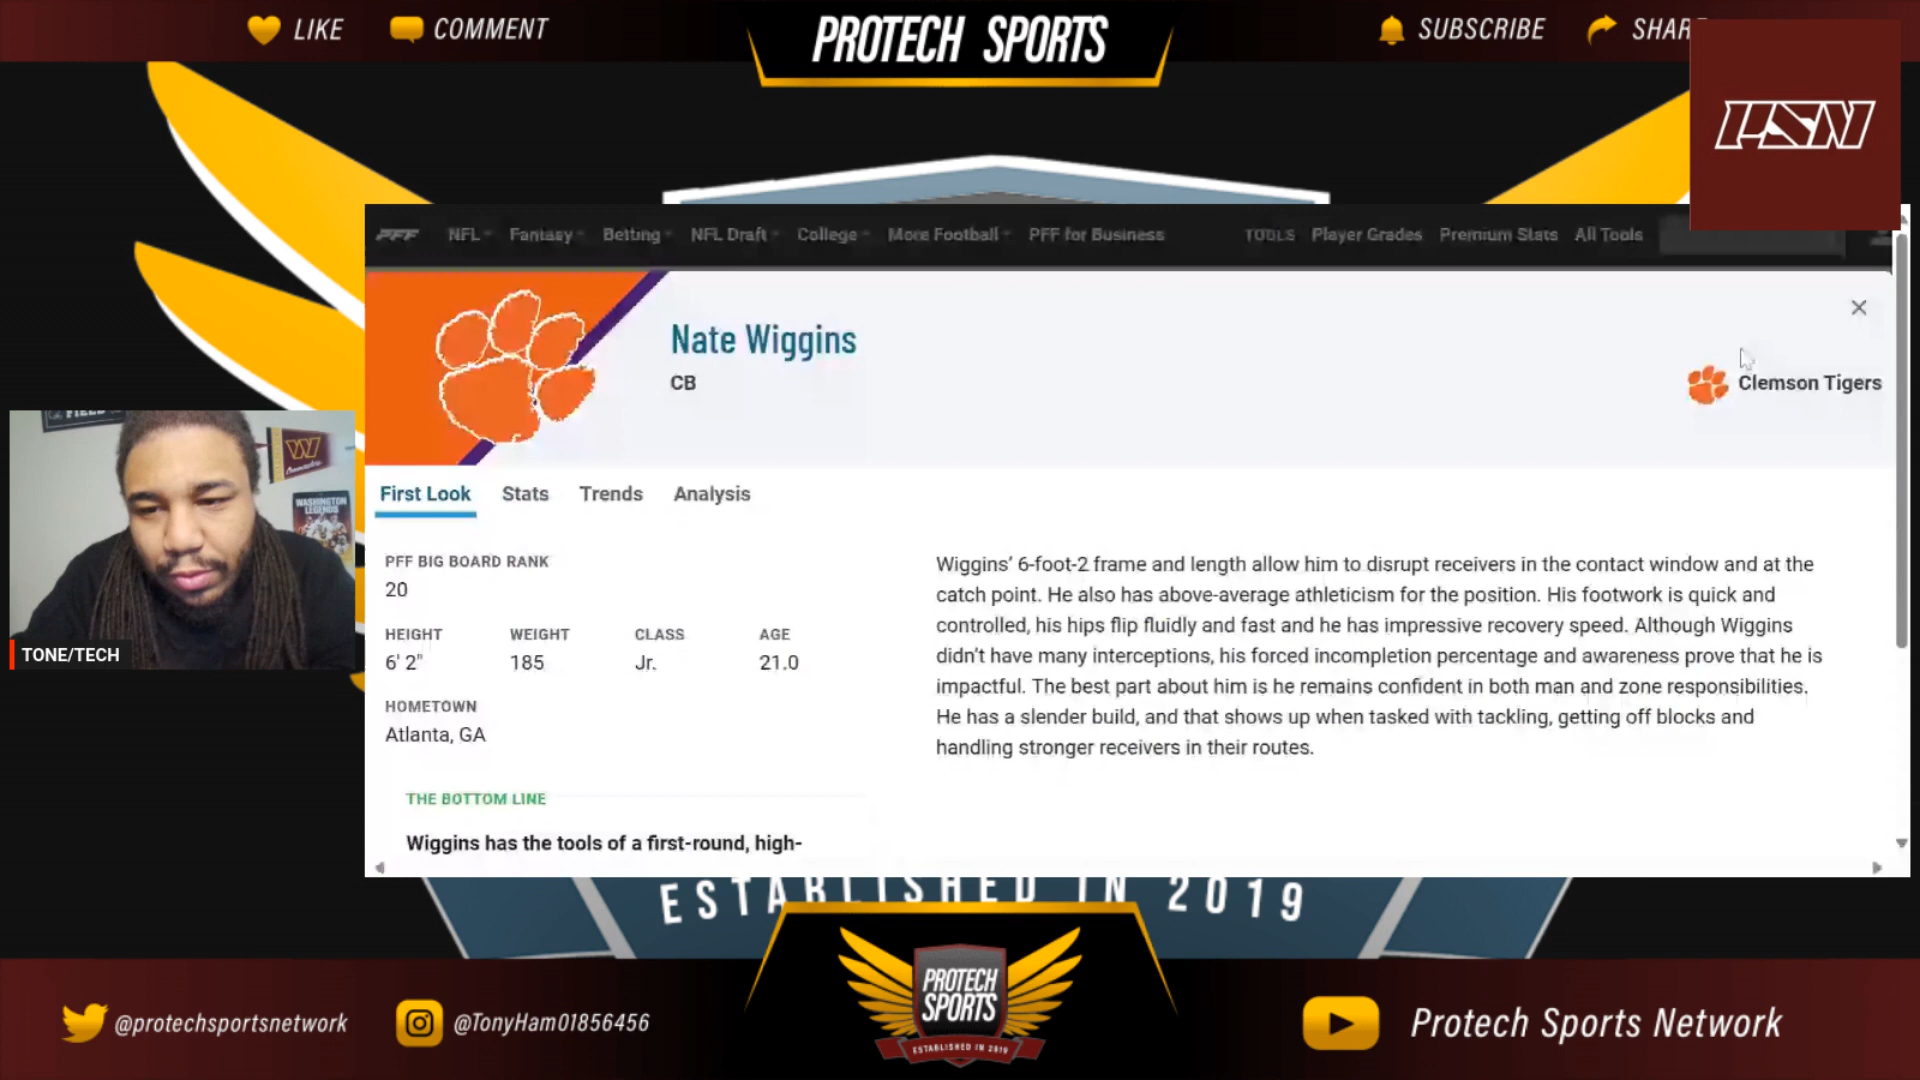 LIKE
COMMENT
PROTECH SPORTS
SUBSCRIBE
PSN
PFF
NFL
Fantasy
Betting
NFL Draft
College
More Football
PFF for Business
TOOLS
Player Grades
Premium Stats
All Tools
Nate Wiggins
CB
Clemson Tigers
First Look
Stats
Trends
Analysis
PFF BIG BOARD RANK
20
HEIGHT WEIGHT CLASS AGE
6' 2" 185 Jr. 21.0
HOMETOWN
Atlanta, GA
Wiggins' 6-foot-2 frame and length allow him to disrupt receivers in the contact window and at the
catch point. He also has above-average athleticism for the position. His footwork is quick and
controlled, his hips flip fluidly and fast and he has impressive recovery speed. Although Wiggins
didn't have many interceptions, his forced incompletion percentage and awareness prove that he is
impactful. The best part about him is he remains confident in both man and zone responsibilities.
He has a slender build, and that shows up when tasked with tackling, getting off blocks and
handling stronger receivers in their routes.
THE BOTTOM LINE
Wiggins has the tools of a first-round, high-
WASHINGTON
LEGENDS
TONE/TECH
ESTABLISHED IN 2019
PROTECH
SPORTS
ESTABLISHED IN 2019
@protechsportsnetwork
@TonyHam01856456
Protech Sports Network